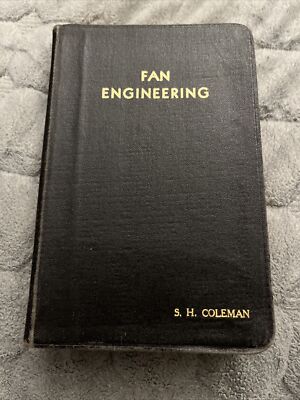 FAN
ENGINEERING
S. H. COLEMAN